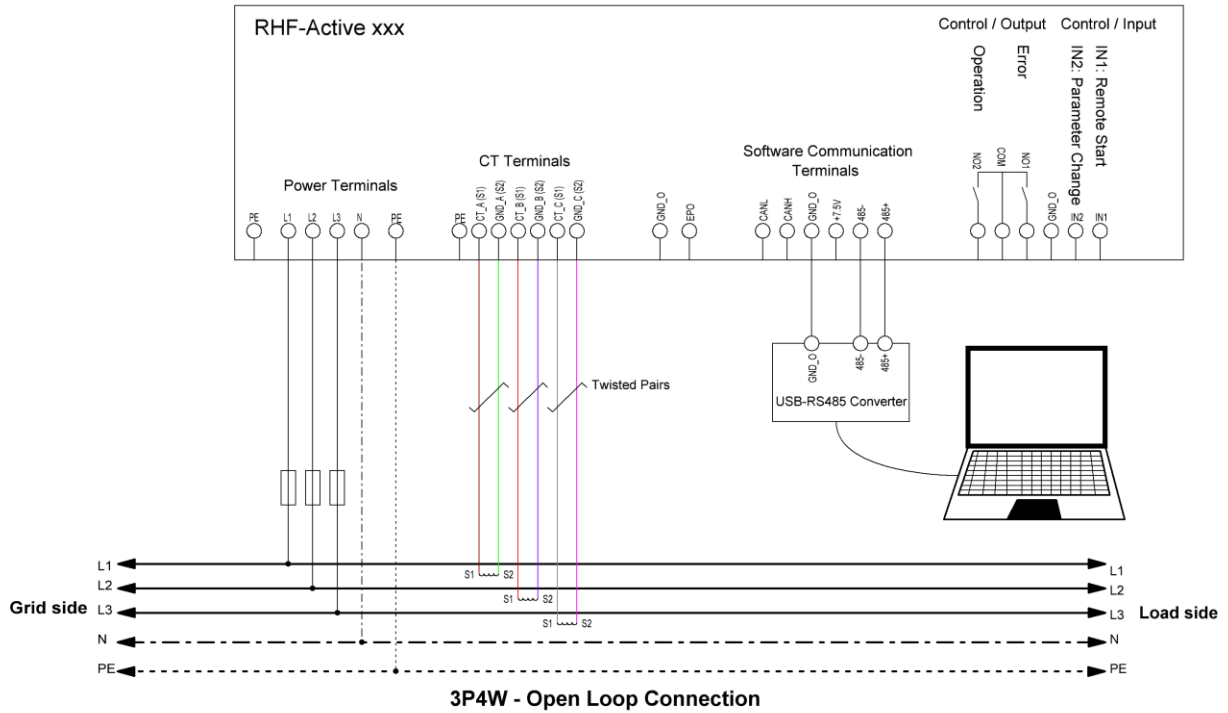 RHF-Active xxx
Control / Output
Control / Input
Operation
Error
IN2: Parameter Change
IN1: Remote Start
Power Terminals
CT Terminals
Software Communication
Terminals
PE
L1
L2
L3
N
PE
PE
CT_A (S1)
GND_A (S2)
CT_B (S1)
GND_B (S2)
CT_C (S1)
GND_C (S2)
GND_O
EPO
CANL
CANH
GND_O
+7.5V
485-
485+
NO2
COM
NO1
GND_O
IN2
IN1
Twisted Pairs
GND_O
485-
485+
USB-RS485 Converter
L1
S1
S2
L1
L2
S1
S2
L2
Grid side
L3
S1
S2
L3
Load side
N
N
PE
PE
3P4W - Open Loop Connection